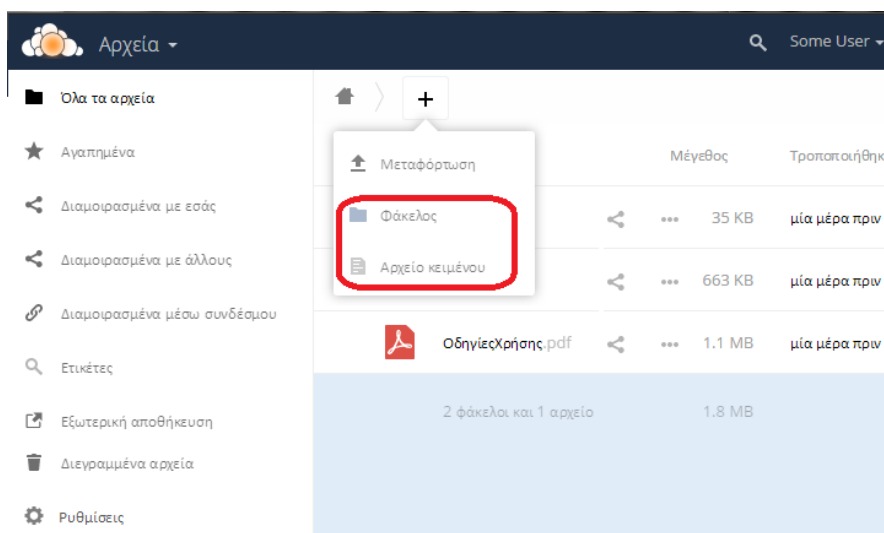 Αρχεία
Some User
Όλα τα αρχεία
Αγαπημένα
Διαμοιρασμένα με εσάς
Διαμοιρασμένα με άλλους
Διαμοιρασμένα μέσω συνδέσμου
Ετικέτες
Εξωτερική αποθήκευση
Διεγραμμένα αρχεία
Ρυθμίσεις
+
Μεταφόρτωση
Φάκελος
Αρχείο κειμένου
Μέγεθος Τροποποιήθηκ
35 KB μία μέρα πριν
663 KB μία μέρα πριν
ΟδηγίεςΧρήσης.pdf 1.1 MB μία μέρα πριν
2 φάκελοι και 1 αρχείο 1.8 MB